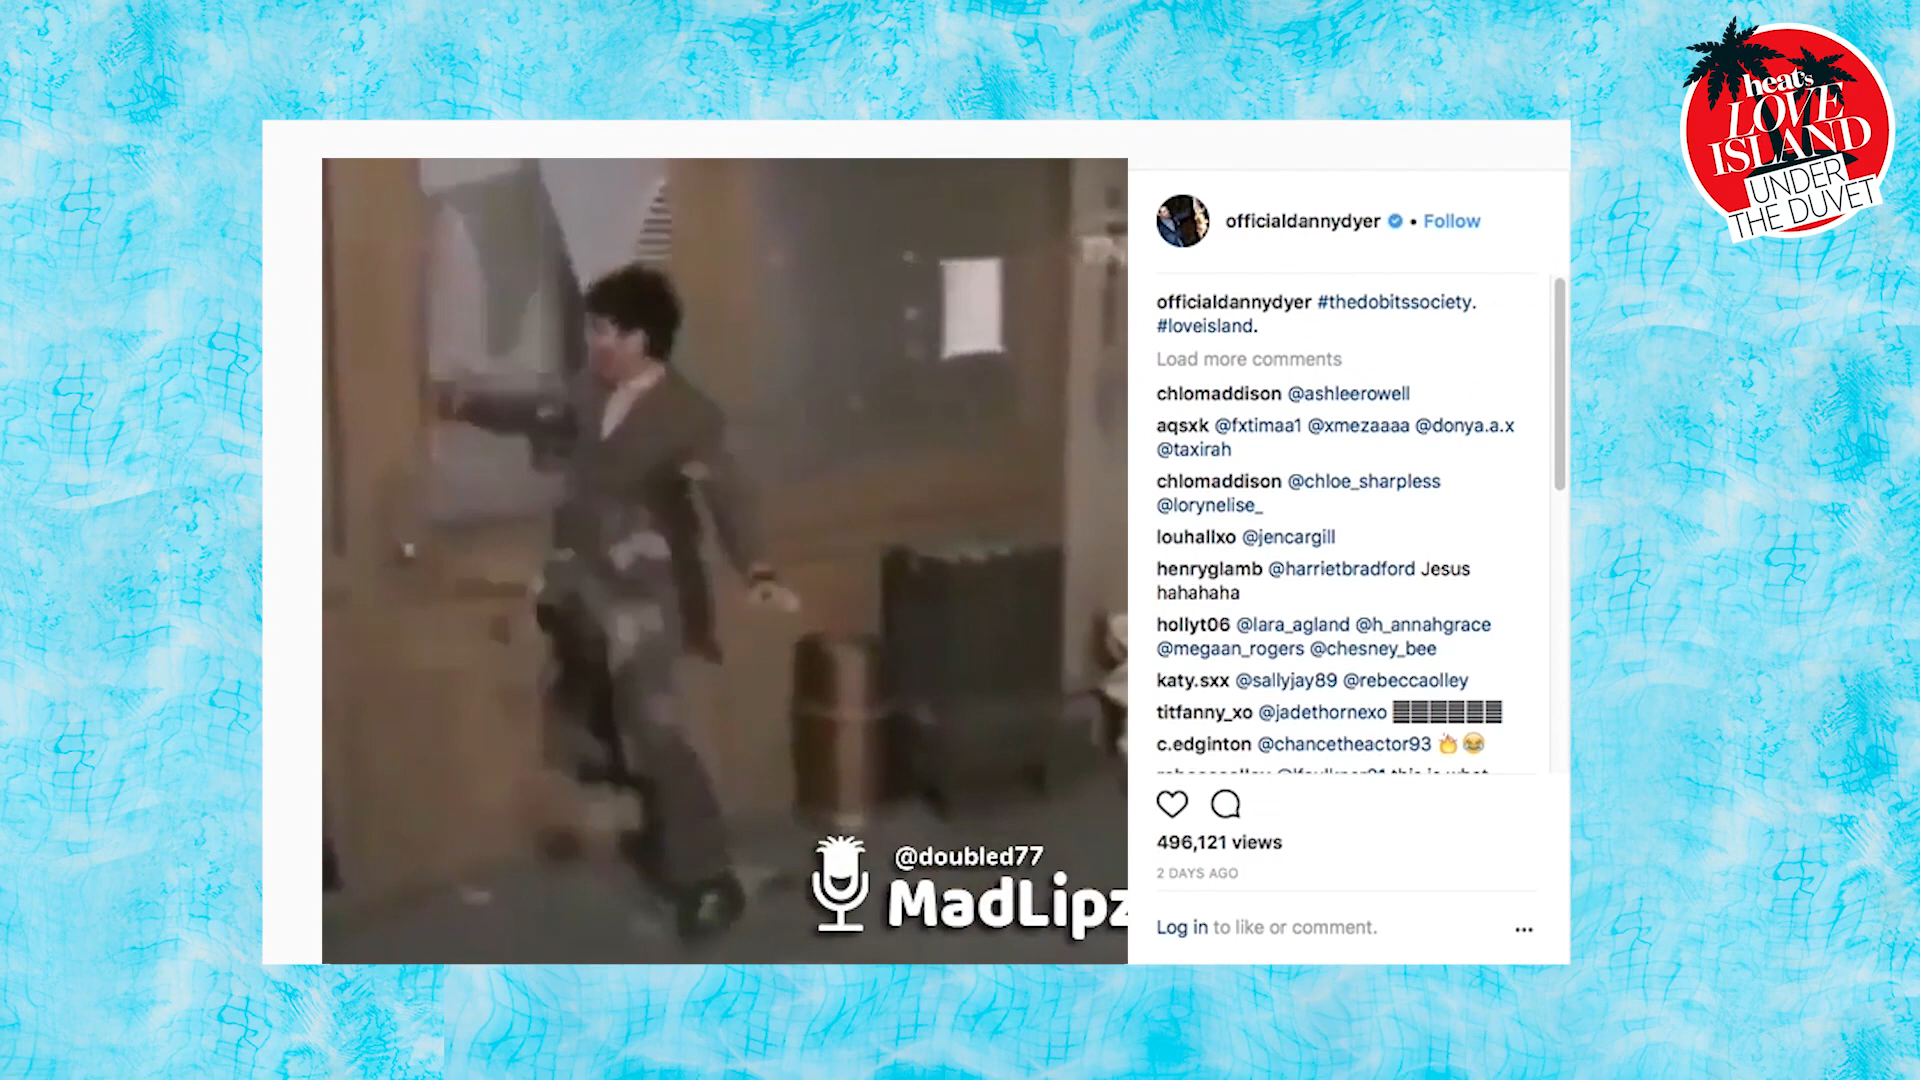 heat's
LOVE
ISLAND
UNDER
THE DUVET
officialdannydyer • Follow
officialdannydyer #thedobitssociety.
#loveisland.
Load more comments
chlomaddison @ashleerowell
aqsxk @fxtimaa1 @xmezaaaa @donya.a.x
@taxirah
chlomaddison @chloe_sharpless
@lorynelise_
louhallxo @jencargill
henryglamb @harrietbradford Jesus
hahahaha
hollyt06 @lara_agland @h_annahgrace
@megaan_rogers @chesney_bee
katy.sxx @sallyjay89 @rebeccaolley
titfanny_xo @jadethornexo
c.edginton @chancetheactor93 🔥😂
this is what
496,121 views
2 DAYS AGO
Log in to like or comment.
@doubled77
MadLipz